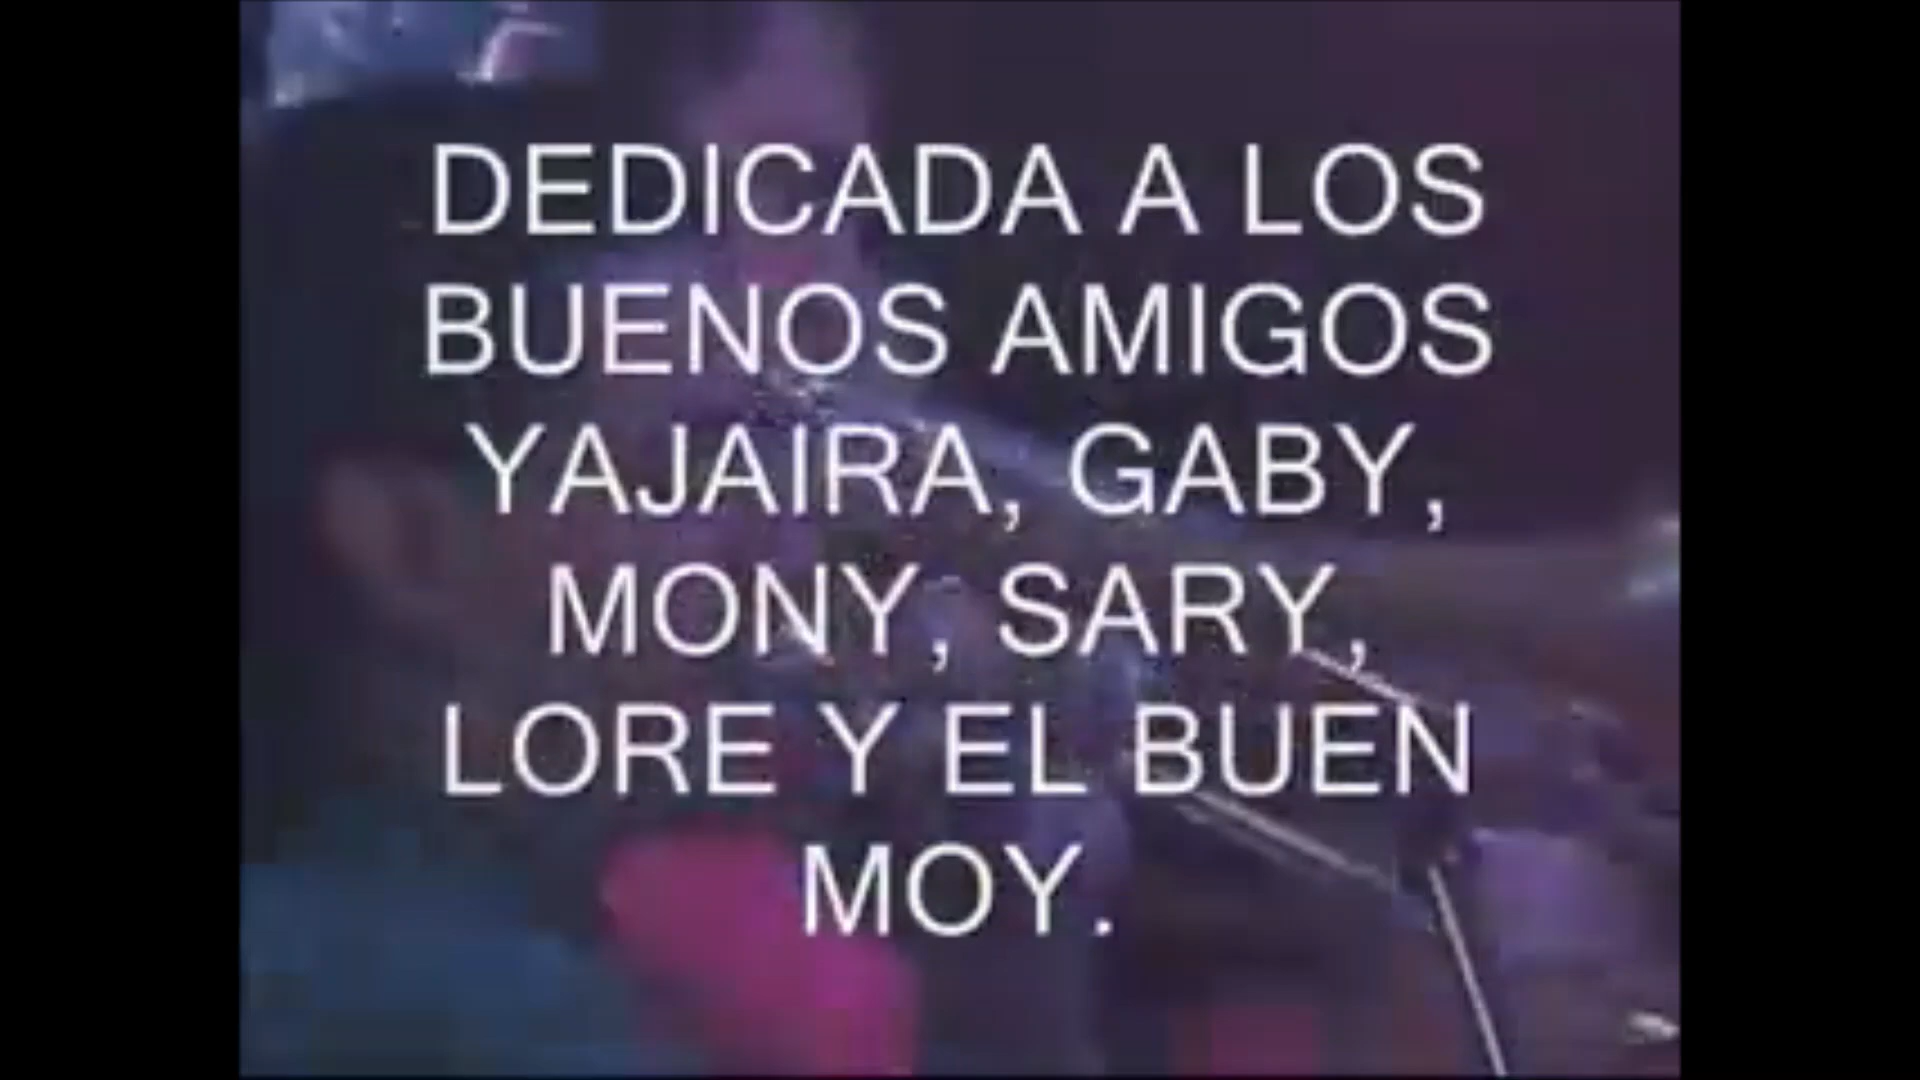 DEDICADA A LOS
BUENOS AMIGOS
YAJAIRA, GABY,
MONY, SARY,
LORE Y EL BUEN
MOY.